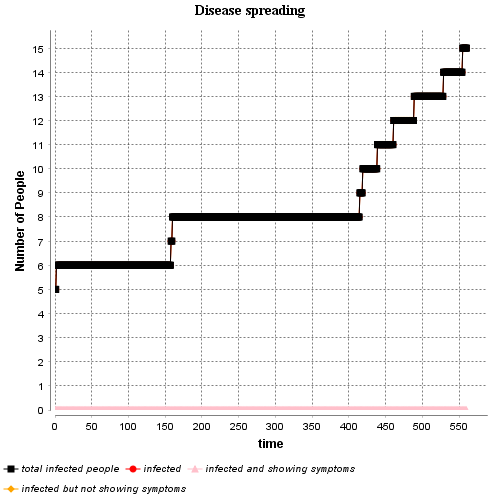 Disease spreading
Number of People
15
14
13
12
11
10
9
8
7
6
5
4
3
2
1
0
0 50 100 150 200 250 300 350 400 450 500 550
time
total infected people infected infected and showing symptoms
infected but not showing symptoms